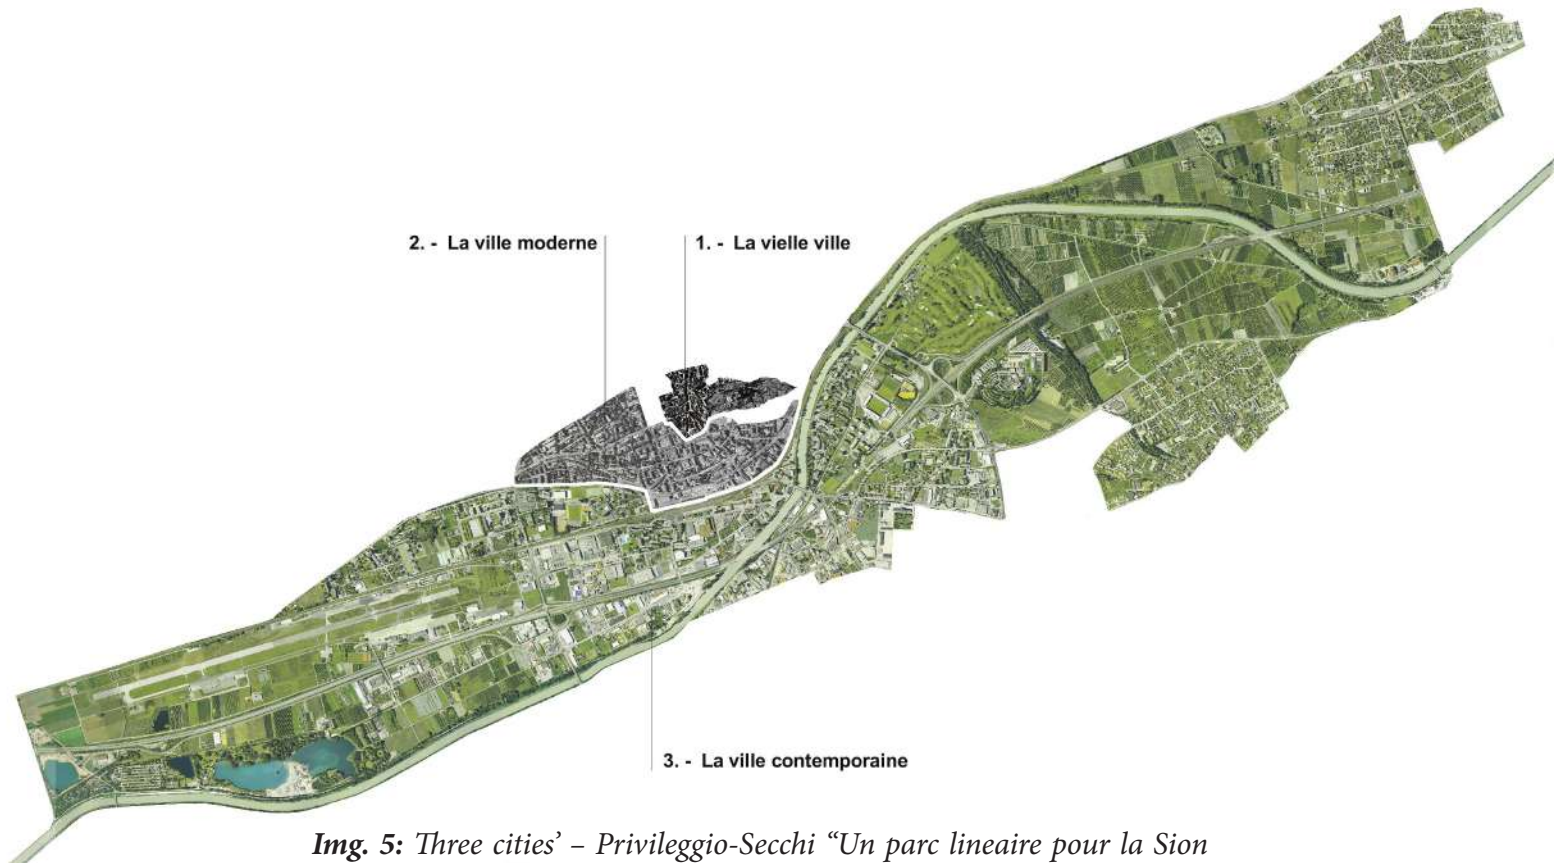 2. - La ville moderne
1. - La vielle ville
3. - La ville contemporaine
Img. 5: Three cities’ – Privileggio-Secchi “Un parc lineaire pour la Sion